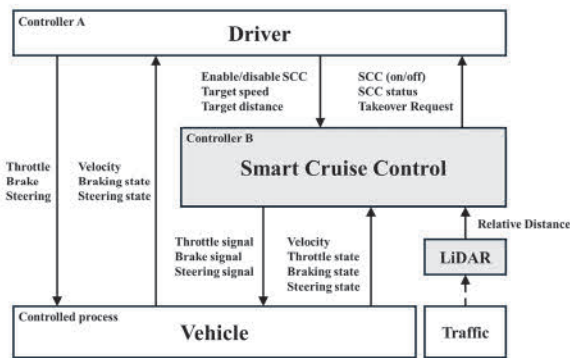 Controller A
Driver
Enable/disable SCC
Target speed
Target distance
SCC (on/off)
SCC status
Takeover Request
Controller B
Smart Cruise Control
Throttle
Brake
Steering
Velocity
Braking state
Steering state
Relative Distance
Throttle signal
Brake signal
Steering signal
Velocity
Throttle state
Braking state
Steering state
LiDAR
Controlled process
Vehicle
Traffic